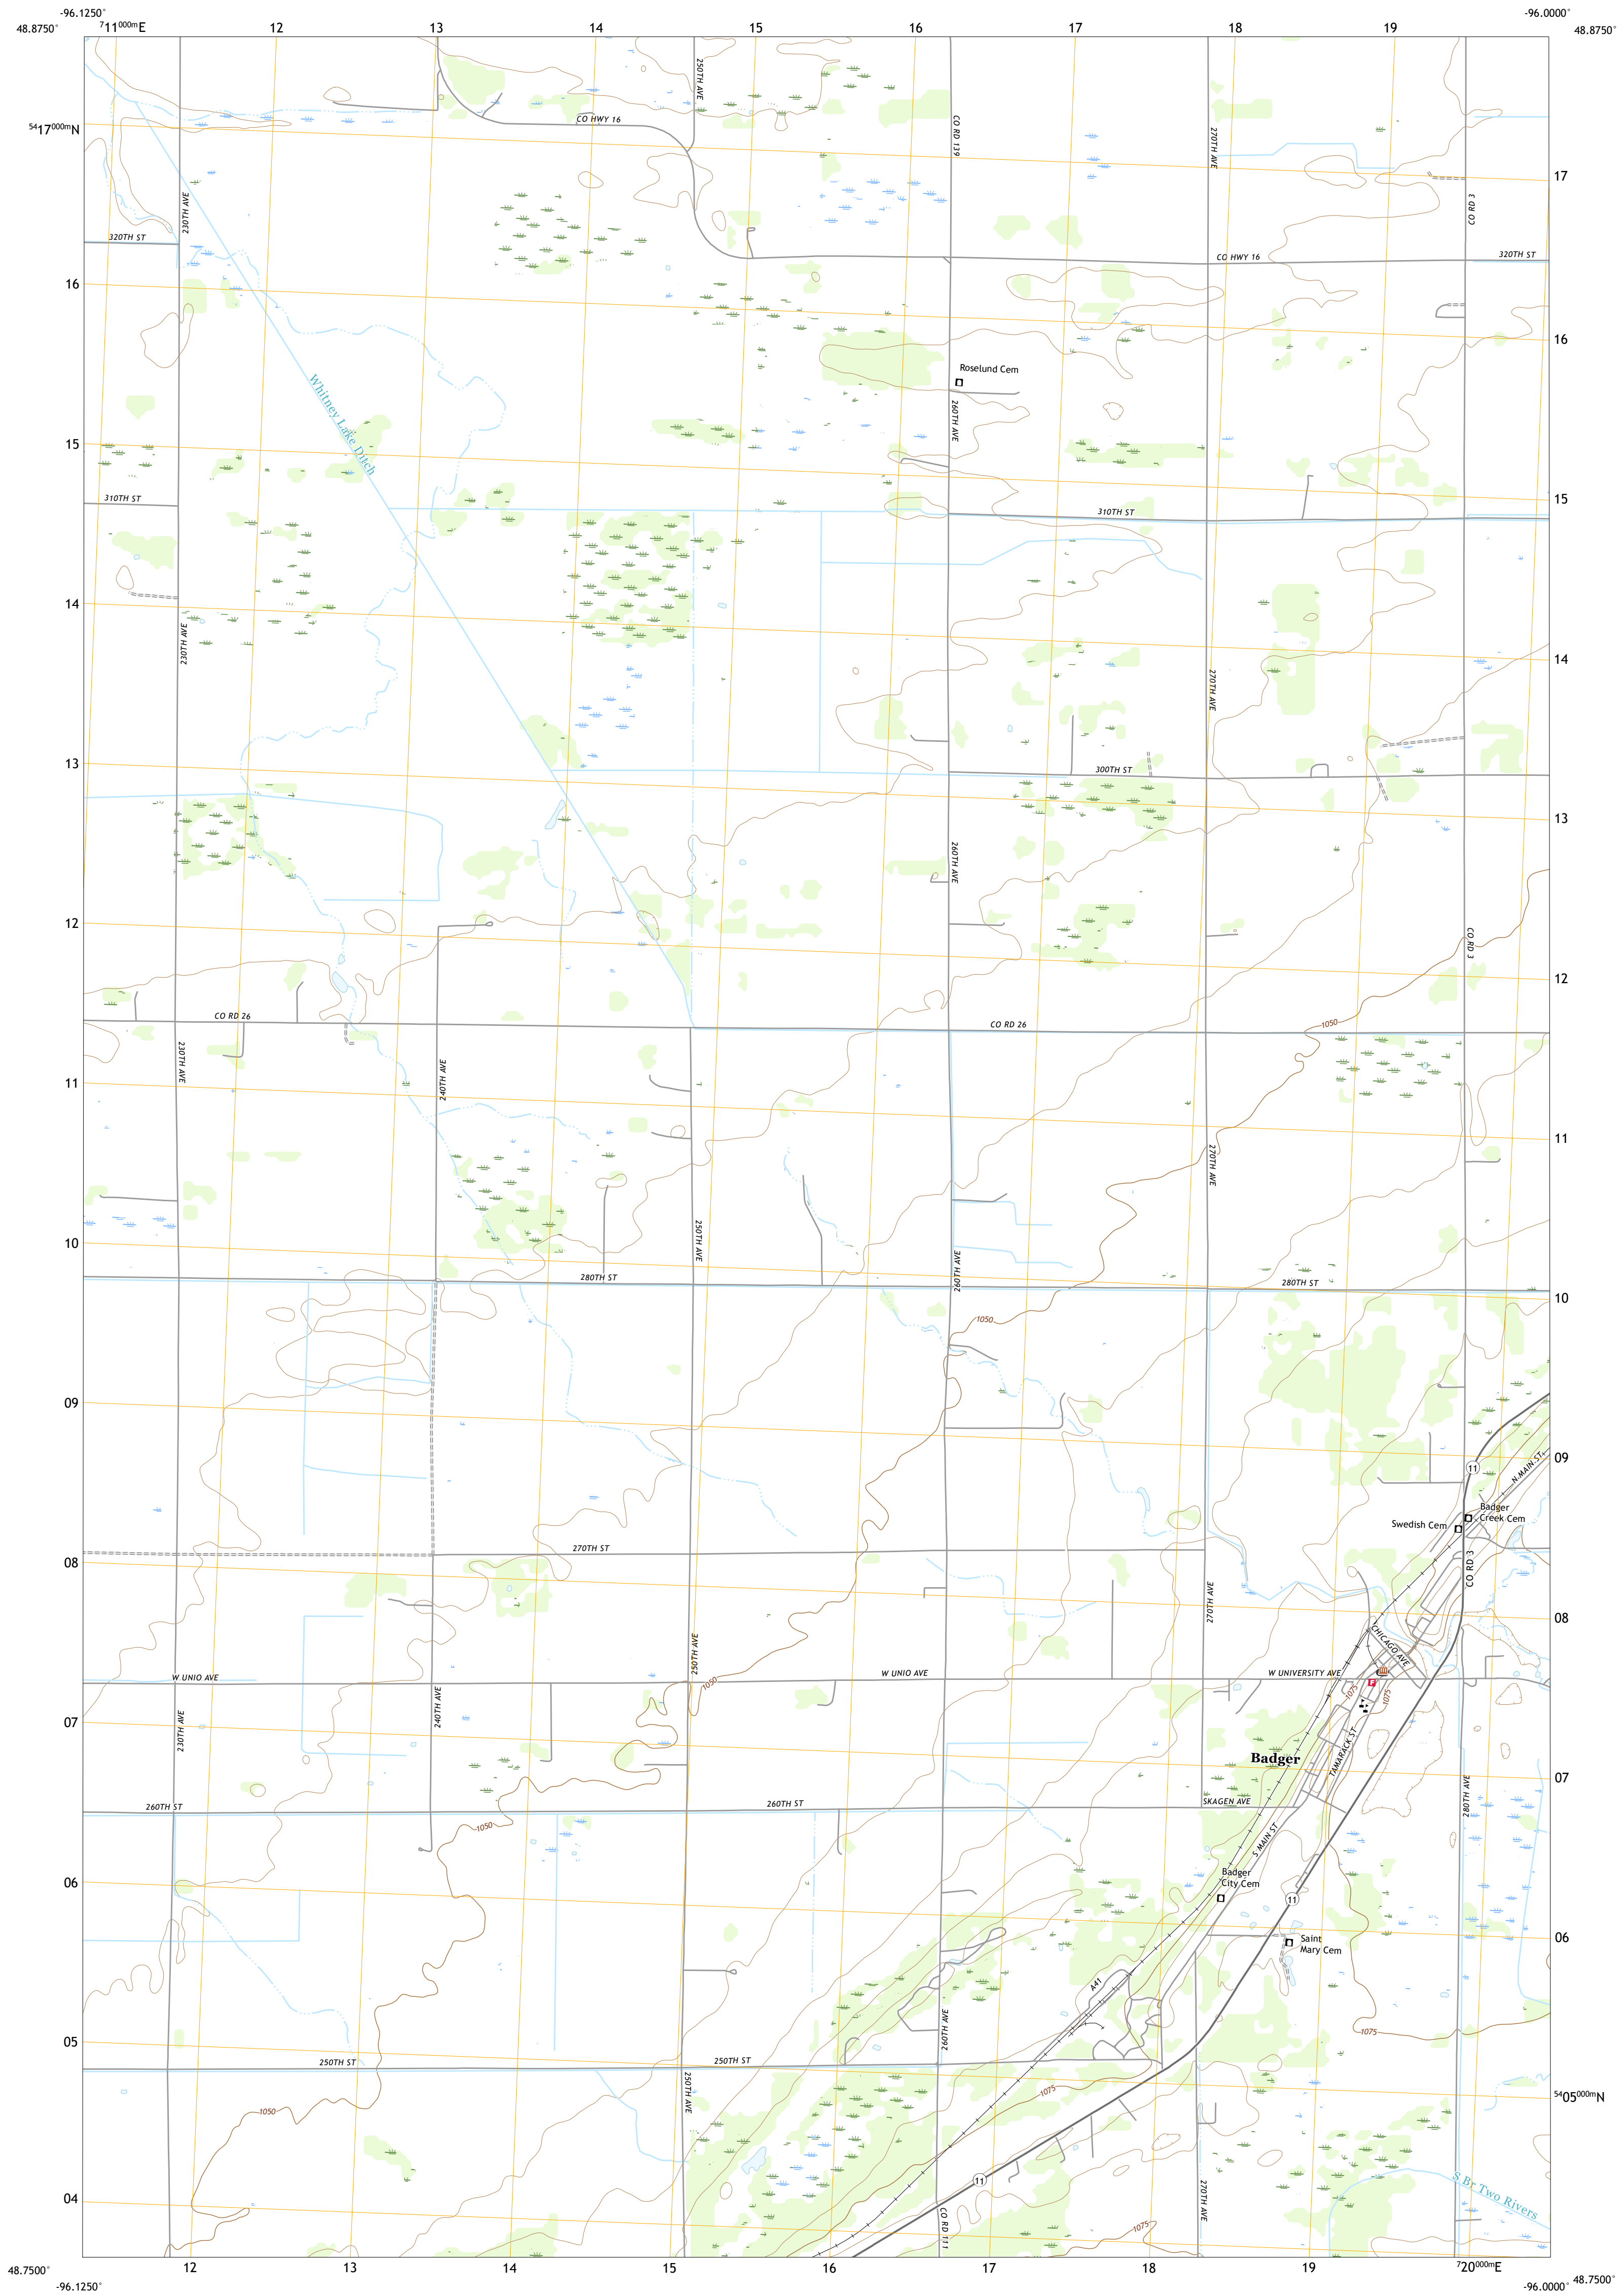 -96.1250°
-96.0000°
48.8750°
⁷11⁰⁰⁰ᵐE
12
13
14
15
16
17
18
19
48.8750°
250TH AVE
CO HWY 16
CO RD 139
270TH AVE
⁵⁴17⁰⁰⁰ᵐN
17
230TH AVE
CO RD 3
320TH ST
CO HWY 16
320TH ST
16
16
Roselund Cem
Whitney Lake Ditch
260TH AVE
15
15
310TH ST
310TH ST
14
14
230TH AVE
270TH AVE
13
300TH ST
13
260TH AVE
12
CO RD 3
12
CO RD 26
CO RD 26
1050
230TH AVE
240TH AVE
11
11
270TH AVE
250TH AVE
10
260TH AVE
280TH ST
280TH ST
10
1050
09
09
11
N MAIN ST
Badger
Creek Cem
Swedish Cem
270TH ST
08
CO RD 3
270TH AVE
08
CHICAGO AVE
250TH AVE
W UNIO AVE
W UNIO AVE
W UNIVERSITY AVE
1050
F
1075
1075
240TH AVE
07
230TH AVE
Badger
TAMARACK ST
07
260TH ST
260TH ST
SKAGEN AVE
280TH AVE
1050
S MAIN ST
06
Badger
City Cem
11
Saint
Mary Cem
06
A41
260TH AVE
05
1075
250TH ST
250TH ST
250TH AVE
1075
⁵⁴05⁰⁰⁰ᵐN
1050
11
S Br Two Rivers
04
270TH AVE
CO RD 111
1075
48.7500°
12
13
14
15
16
17
18
19
⁷20⁰⁰⁰ᵐE
48.7500°
-96.1250°
-96.0000°